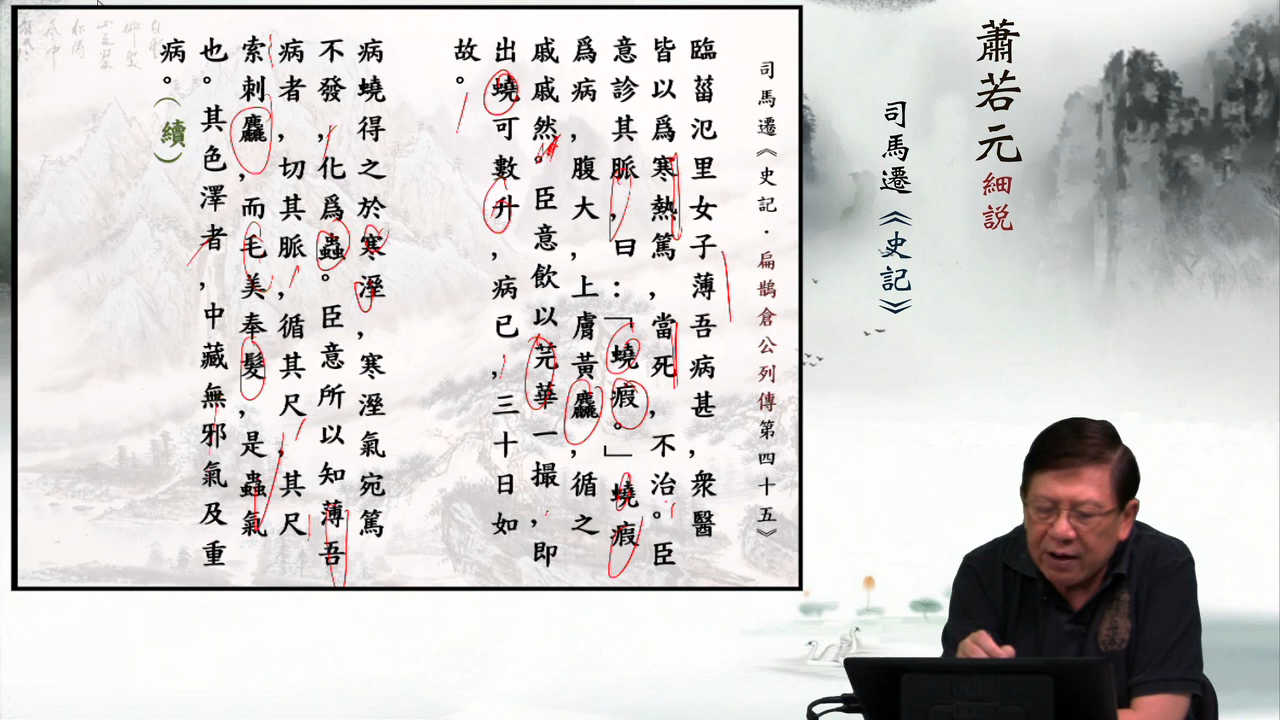 蕭若元細説
司馬遷《史記》
司馬遷《史記·扁鵲倉公列傳第四十五》
臨菑氾里女子薄吾病甚，衆醫
皆以爲寒熱篤，當死，不治。臣
意診其脈，曰：「蟯瘕。」蟯瘕
爲病，腹大，上膚黃麤，循之
戚戚然。臣意飲以芫華一撮，即
出蟯可數升，病已，三十日如
故。
病蟯得之於寒溼，寒溼氣宛篤
不發，化爲蟲。臣意所以知薄吾
病者，切其脈，循其尺，其尺
索刺麤，而毛美奉髮，是蟲氣
也。其色澤者，中藏無邪氣及重
病。（續）